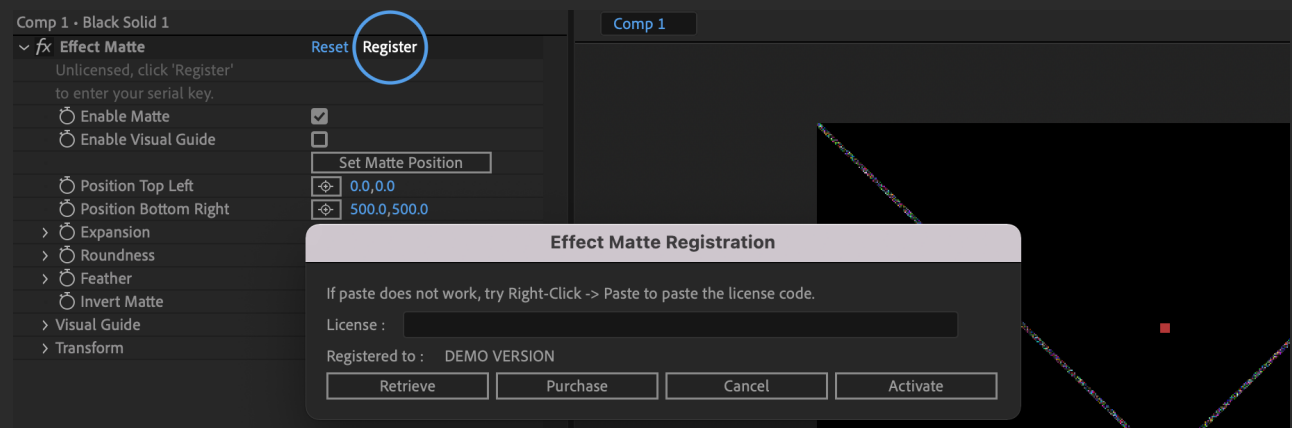 Comp 1 • Black Solid 1
Comp 1
fx Effect Matte Reset Register
Unlicensed, click 'Register'
to enter your serial key.
Enable Matte
Enable Visual Guide
Set Matte Position
Position Top Left 0.0,0.0
Position Bottom Right 500.0,500.0
Expansion
Roundness
Feather
Invert Matte
Visual Guide
Transform
Effect Matte Registration
If paste does not work, try Right-Click -> Paste to paste the license code.
License :
Registered to : DEMO VERSION
Retrieve Purchase Cancel Activate